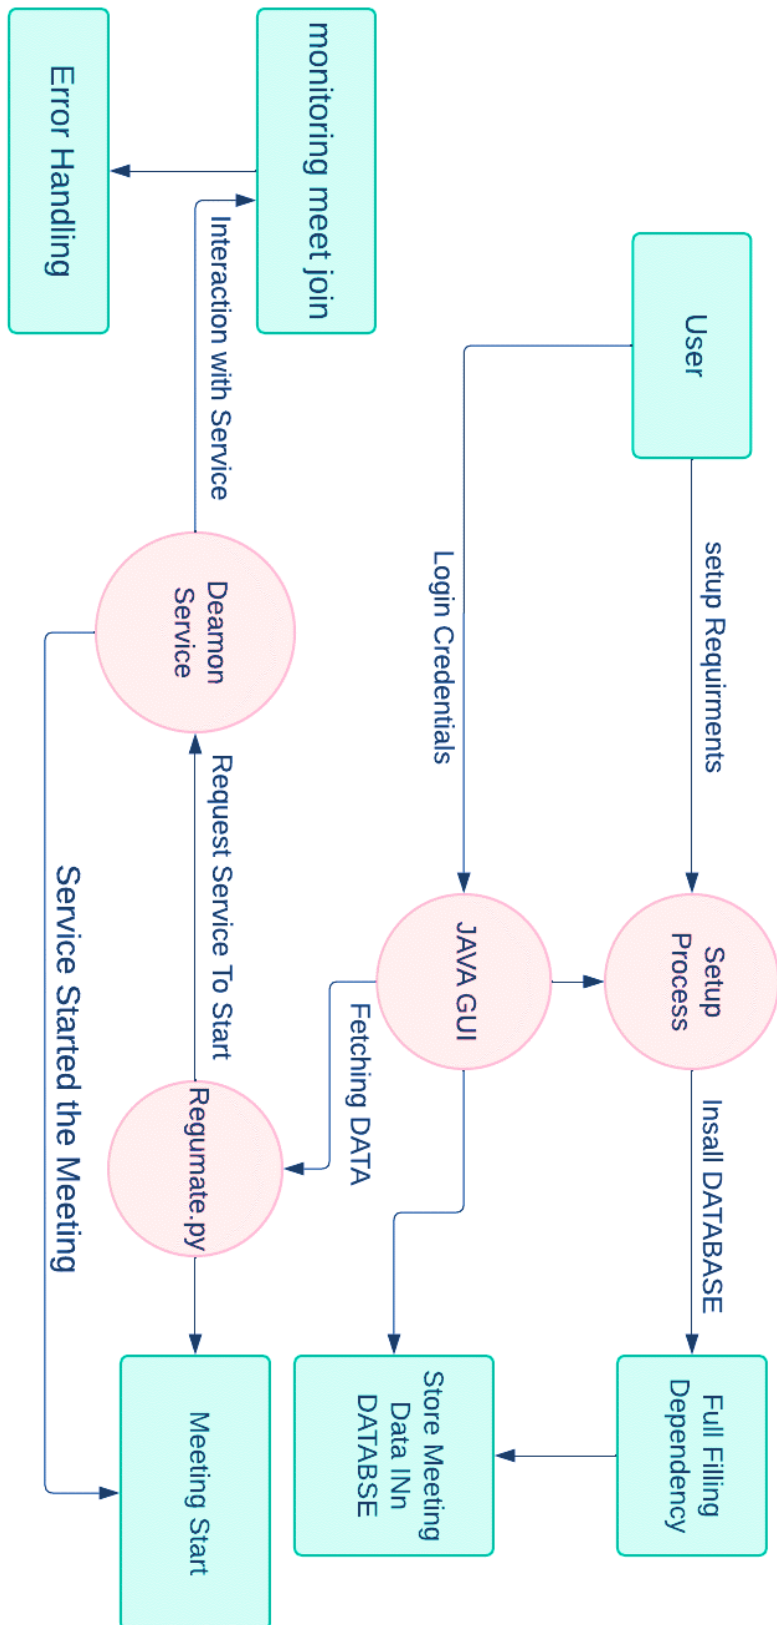 User
setup Requirments
Setup
Process
Insall DATABASE
Full Filling
Dependency
Login Credentials
JAVA GUI
Fetching DATA
Store Meeting
Data INn
DATABSE
monitoring meet join
Interaction with Service
Deamon
Service
Request Service To Start
Regumate.py
Meeting Start
Error Handling
Service Started the Meeting